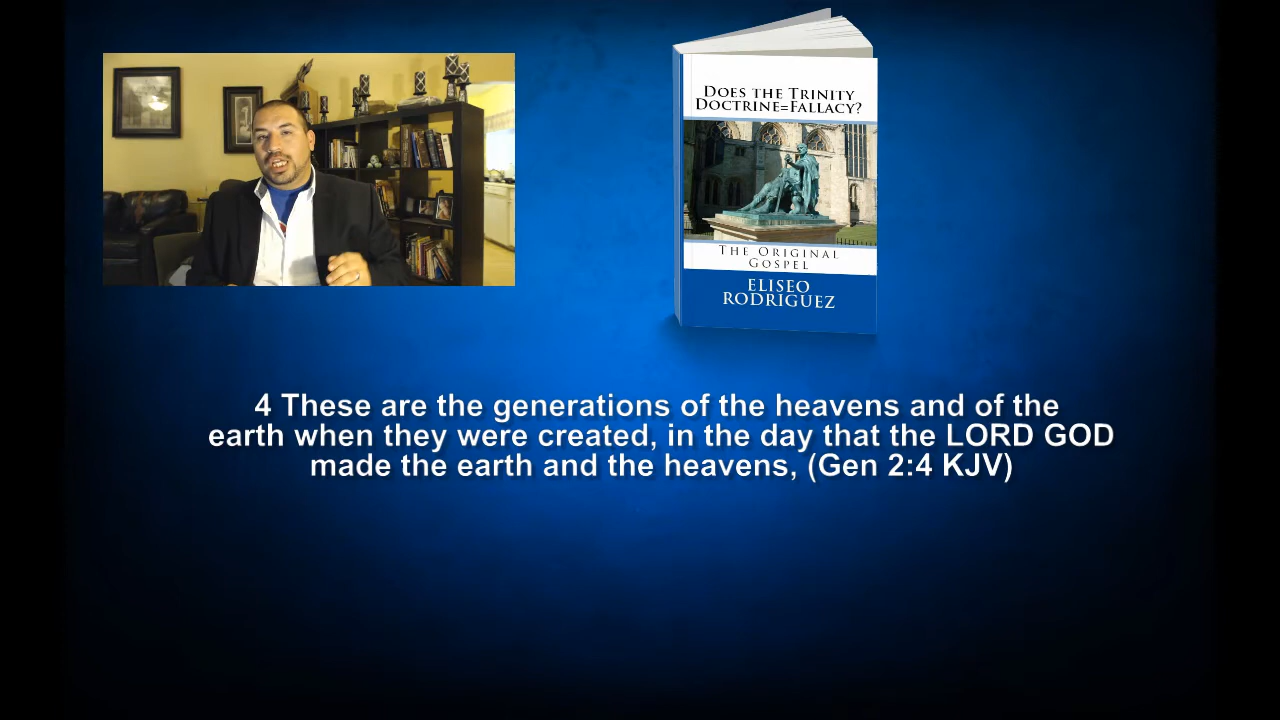 Does the Trinity
Doctrine=Fallacy?
The Original
Gospel
Eliseo
Rodriguez
4 These are the generations of the heavens and of the
earth when they were created, in the day that the LORD GOD
made the earth and the heavens, (Gen 2:4 KJV)